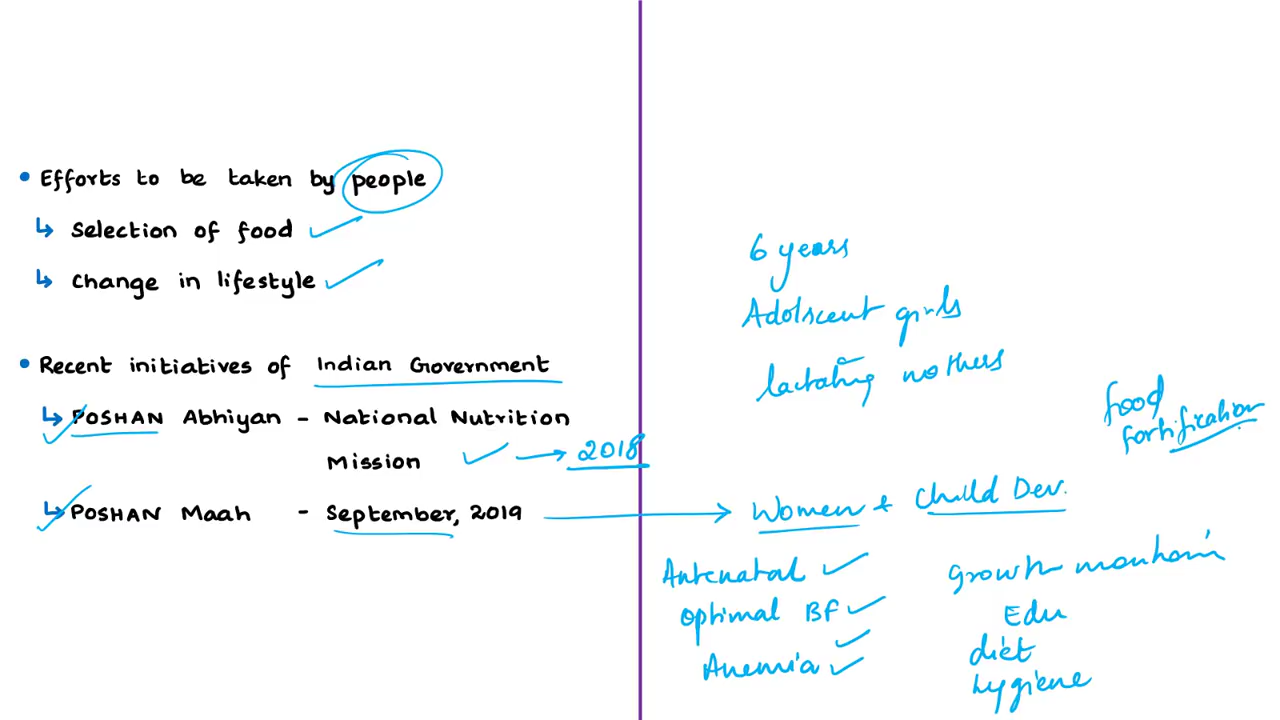 • Efforts to be taken by people
↳ Selection of food ✓
↳ Change in lifestyle ✓
• Recent initiatives of Indian Government
↳ POSHAN Abhiyan - National Nutrition
Mission ✓ → 2018
↳ POSHAN Maah - September, 2019 →
6 years
Adolscent girls
lactating mothers
food
fortification
Women + Child Dev.
Antenatal ✓
Optimal BF ✓
Anemia ✓
growth
Edu
diet
hygiene